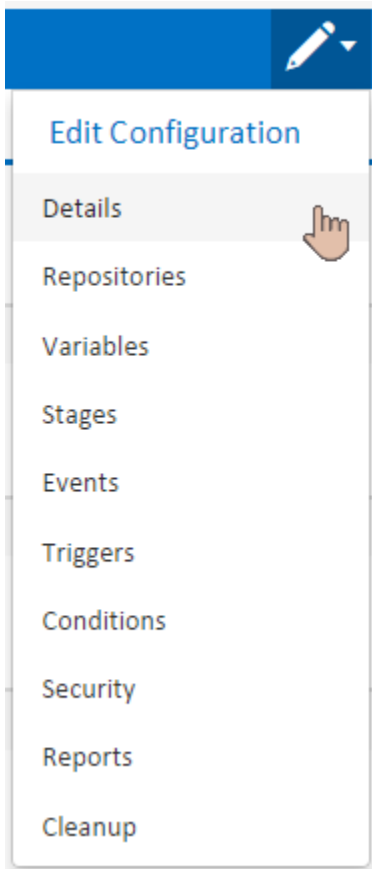 Edit Configuration
Details
Repositories
Variables
Stages
Events
Triggers
Conditions
Security
Reports
Cleanup